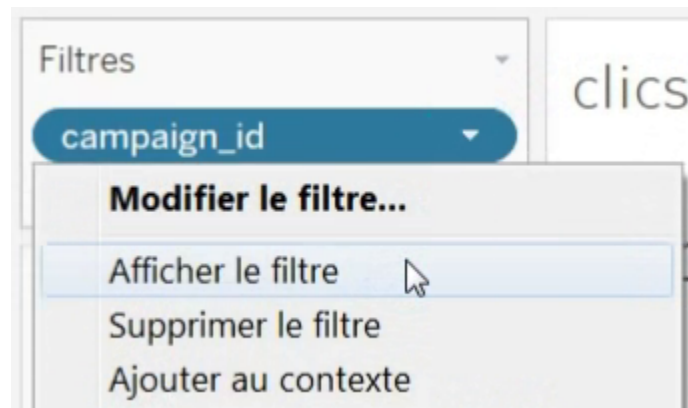 Filtres
clics
campaign_id
Modifier le filtre...
Afficher le filtre
Supprimer le filtre
Ajouter au contexte